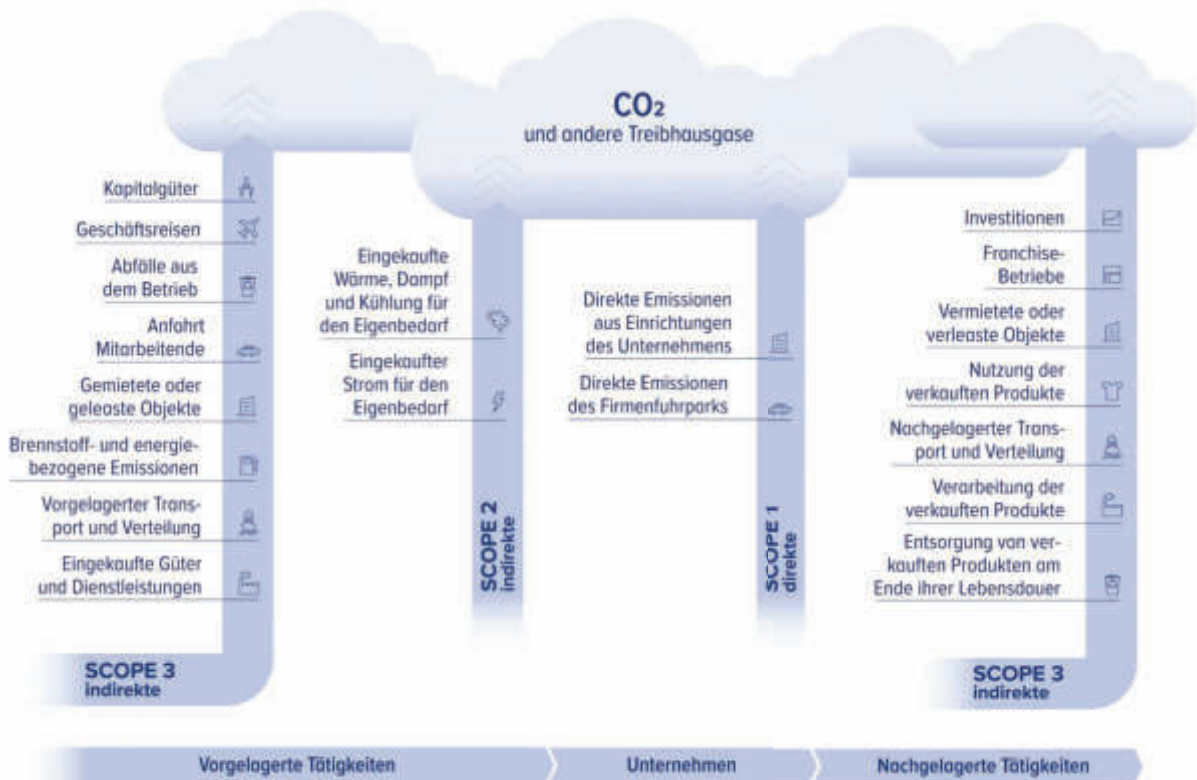 CO₂
und andere Treibhausgase
Kapitalgüter
Geschäftsreisen
Abfälle aus
dem Betrieb
Anfahrt
Mitarbeitende
Gemietete oder
geleaste Objekte
Brennstoff- und energie-
bezogene Emissionen
Vorgelagerter Trans-
port und Verteilung
Eingekaufte Güter
und Dienstleistungen
SCOPE 3
indirekte
Eingekaufte
Wärme, Dampf
und Kühlung für
den Eigenbedarf
Eingekaufter
Strom für den
Eigenbedarf
SCOPE 2
indirekte
Direkte Emissionen
aus Einrichtungen
des Unternehmens
Direkte Emissionen
des Firmenfuhrparks
SCOPE 1
direkte
Investitionen
Franchise-
Betriebe
Vermietete oder
verleaste Objekte
Nutzung der
verkauften Produkte
Nachgelagerter Trans-
port und Verteilung
Verarbeitung der
verkauften Produkte
Entsorgung von ver-
kauften Produkten am
Ende ihrer Lebensdauer
SCOPE 3
indirekte
Vorgelagerte Tätigkeiten
Unternehmen
Nachgelagerte Tätigkeiten